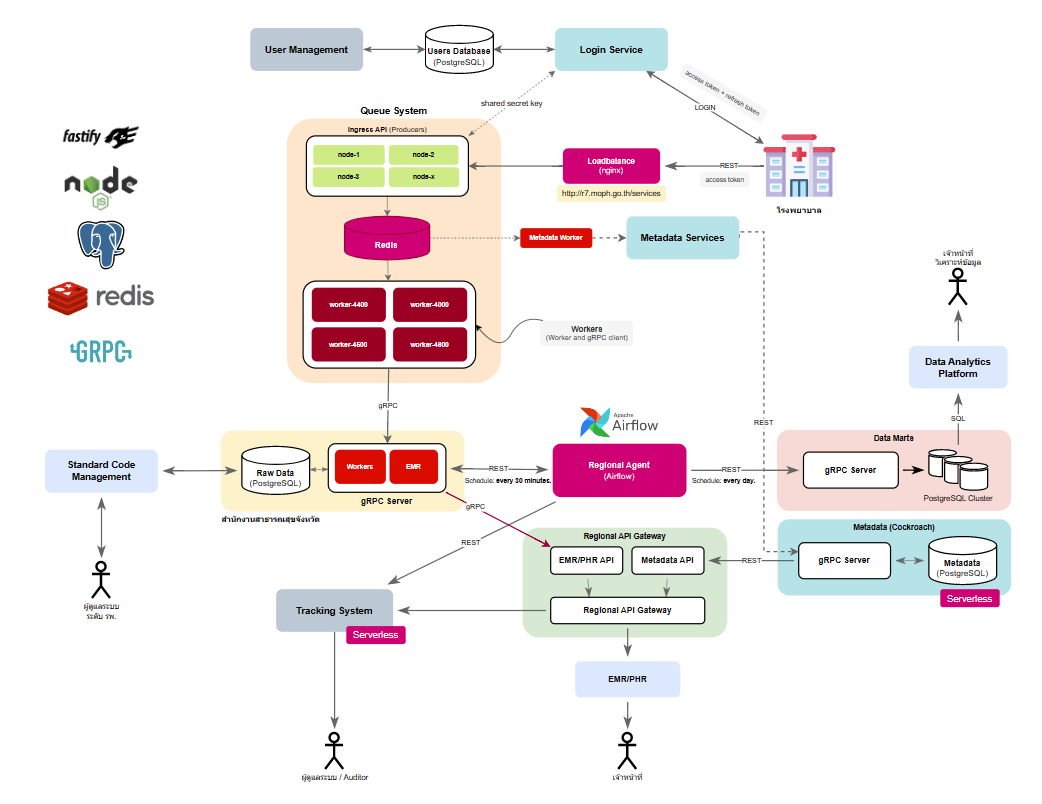 User Management
Users Database
(PostgreSQL)
Login Service
access token + refresh token
LOGIN
shared secret key
Queue System
Ingress API (Producers)
node-1
node-2
node-3
node-x
Loadbalance
(nginx)
http://r7.moph.go.th/services
REST
access token
โรงพยาบาล
fastify
node
JS
redis
GRPC
Redis
Metadata Worker
Metadata Services
worker-4400
worker-4000
worker-4500
worker-4600
Workers
(Worker and gRPC client)
เจ้าหน้าที่
วิเคราะห์ข้อมูล
Data Analytics
Platform
SQL
gRPC
Apache
Airflow
REST
Standard Code
Management
Raw Data
(PostgreSQL)
Workers
EMR
gRPC Server
สำนักงานสาธารณสุขจังหวัด
REST
Schedule: every 30 minutes.
Regional Agent
(Airflow)
REST
Schedule: every day.
Data Marts
gRPC Server
PostgreSQL Cluster
gRPC
REST
Regional API Gateway
EMR/PHR API
Metadata API
Regional API Gateway
REST
Metadata (Cockroach)
gRPC Server
Metadata
(PostgreSQL)
Serverless
ผู้ดูแลระบบ
ระดับ รพ.
Tracking System
Serverless
EMR/PHR
ผู้ดูแลระบบ / Auditor
เจ้าหน้าที่